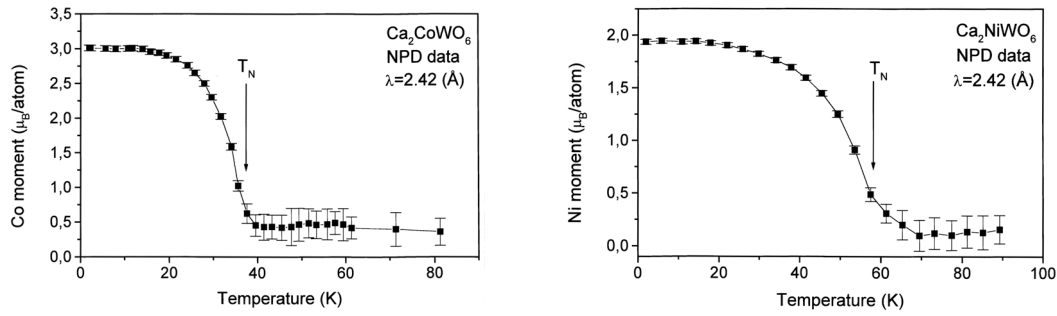 3,5
3,0
2,5
2,0
1,5
1,0
0,5
0,0
Co moment (μB/atom)
Ca2CoWO6
NPD data
λ=2.42 (Å)
TN
0
20
40
60
80
Temperature (K)
2,0
1,5
1,0
0,5
0,0
Ni moment (μB/atom)
Ca2NiWO6
NPD data
λ=2.42 (Å)
TN
0
20
40
60
80
100
Temperature (K)